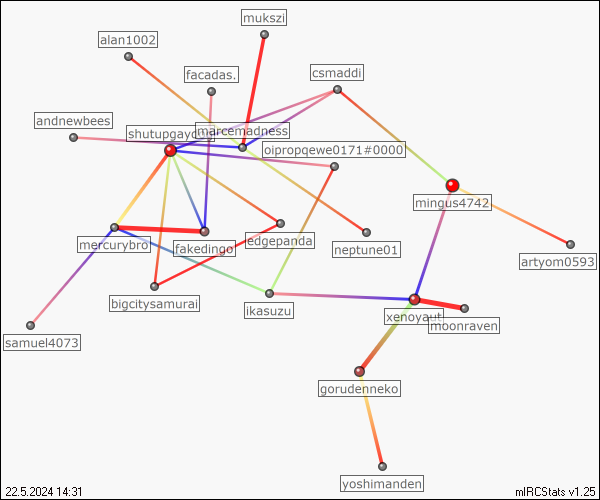 mukszi
alan1002
facadas.
csmaddi
andnewbees
marcemadness
oipropqewe0171#0000
mingus4742
mercurybro
fakedingo
edgepanda
neptune01
artyom0593
bigcitysamurai
ikasuzu
xenoyaut
moonraven
samuel4073
gorudenneko
yoshimanden
22.5.2024 14:31
mIRCStats v1.25